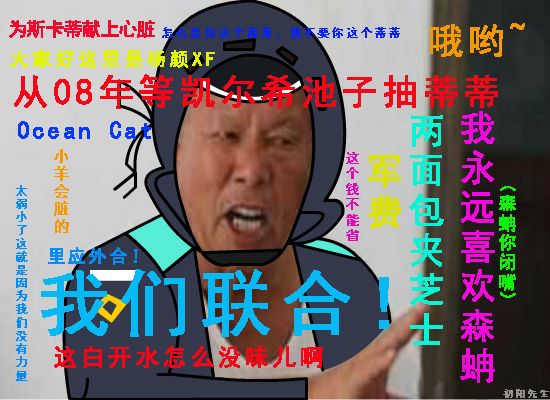 为斯卡蒂献上心脏
怎么是你这个蒂蒂,我不要你这个蒂蒂
哦哟~
大家好这里是杨颜XF
从08年等凯尔希池子抽蒂蒂
Ocean Cat
小羊会脏的
太弱小了这就是因为我们没有力量
里应外合!
我们联合!
这白开水怎么没味儿啊
这个钱不能省
军费
两面包夹芝士
我永远喜欢森蚺
(森蚺你闭嘴)
初阳先生